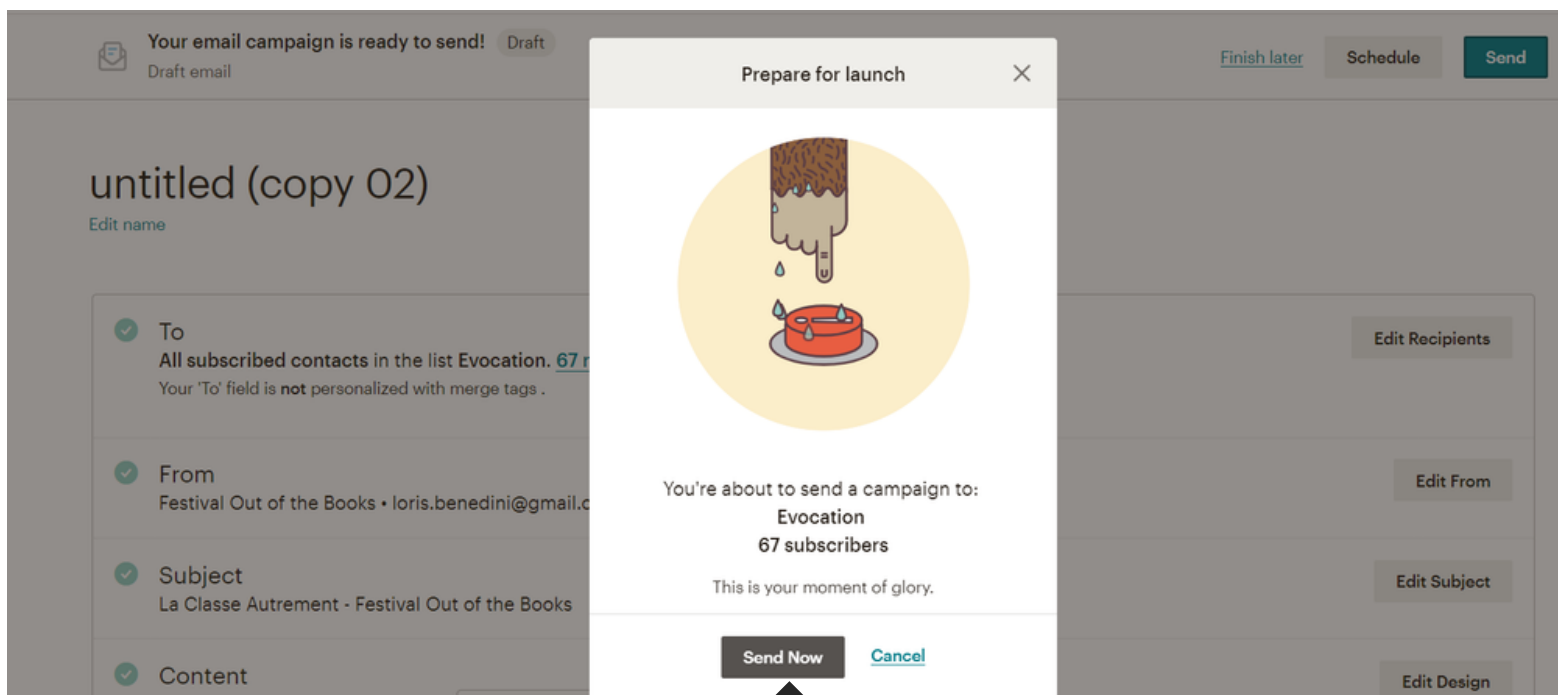 Your email campaign is ready to send! Draft
Draft email
Finish later
Schedule
Send
Prepare for launch
untitled (copy 02)
Edit name
To
All subscribed contacts in the list Evocation. 67
Your 'To' field is not personalized with merge tags .
Edit Recipients
From
Festival Out of the Books • loris.benedini@gmail.c
Edit From
Subject
La Classe Autrement - Festival Out of the Books
Edit Subject
Content
Edit Design
You're about to send a campaign to:
Evocation
67 subscribers
This is your moment of glory.
Send Now
Cancel